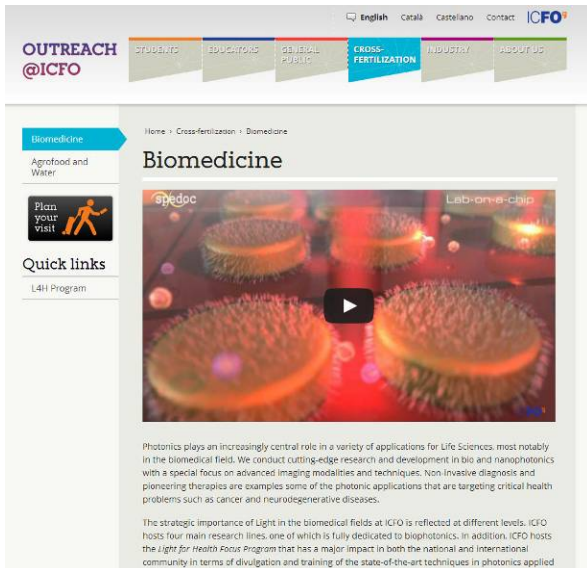 English Català Castellano Contact ICFO
OUTREACH
@ICFO
STUDENTS EDUCATORS GENERAL
PUBLIC CROSS-
FERTILIZATION INDUSTRY ABOUT US
Home › Cross-fertilization › Biomedicine
Biomedicine
Agrofood and
Water
Plan
your
visit
Quick links
L4H Program
Biomedicine
spedoc Lab-on-a-chip
ICFO
Photonics plays an increasingly central role in a variety of applications for Life Sciences, most notably
in the biomedical field. We conduct cutting-edge research and development in bio and nanophotonics
with a special focus on advanced imaging modalities and techniques. Non-invasive diagnosis and
pioneering therapies are examples some of the photonic applications that are targeting critical health
problems such as cancer and neurodegenerative diseases.
The strategic importance of Light in the biomedical fields at ICFO is reflected at different levels. ICFO
hosts four main research lines, one of which is fully dedicated to biophotonics. In addition, ICFO hosts
the Light for Health Focus Program that has a major impact in both the national and international
community in terms of divulgation and training of the state-of-the-art techniques in photonics applied